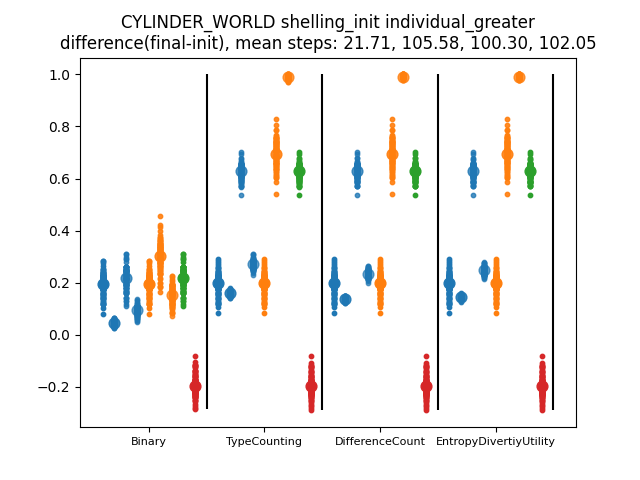 CYLINDER_WORLD shelling_init individual_greater
difference(final-init), mean steps: 21.71, 105.58, 100.30, 102.05
1.0
0.8
0.6
0.4
0.2
0.0
−0.2
Binary TypeCounting DifferenceCount EntropyDivertiyUtility